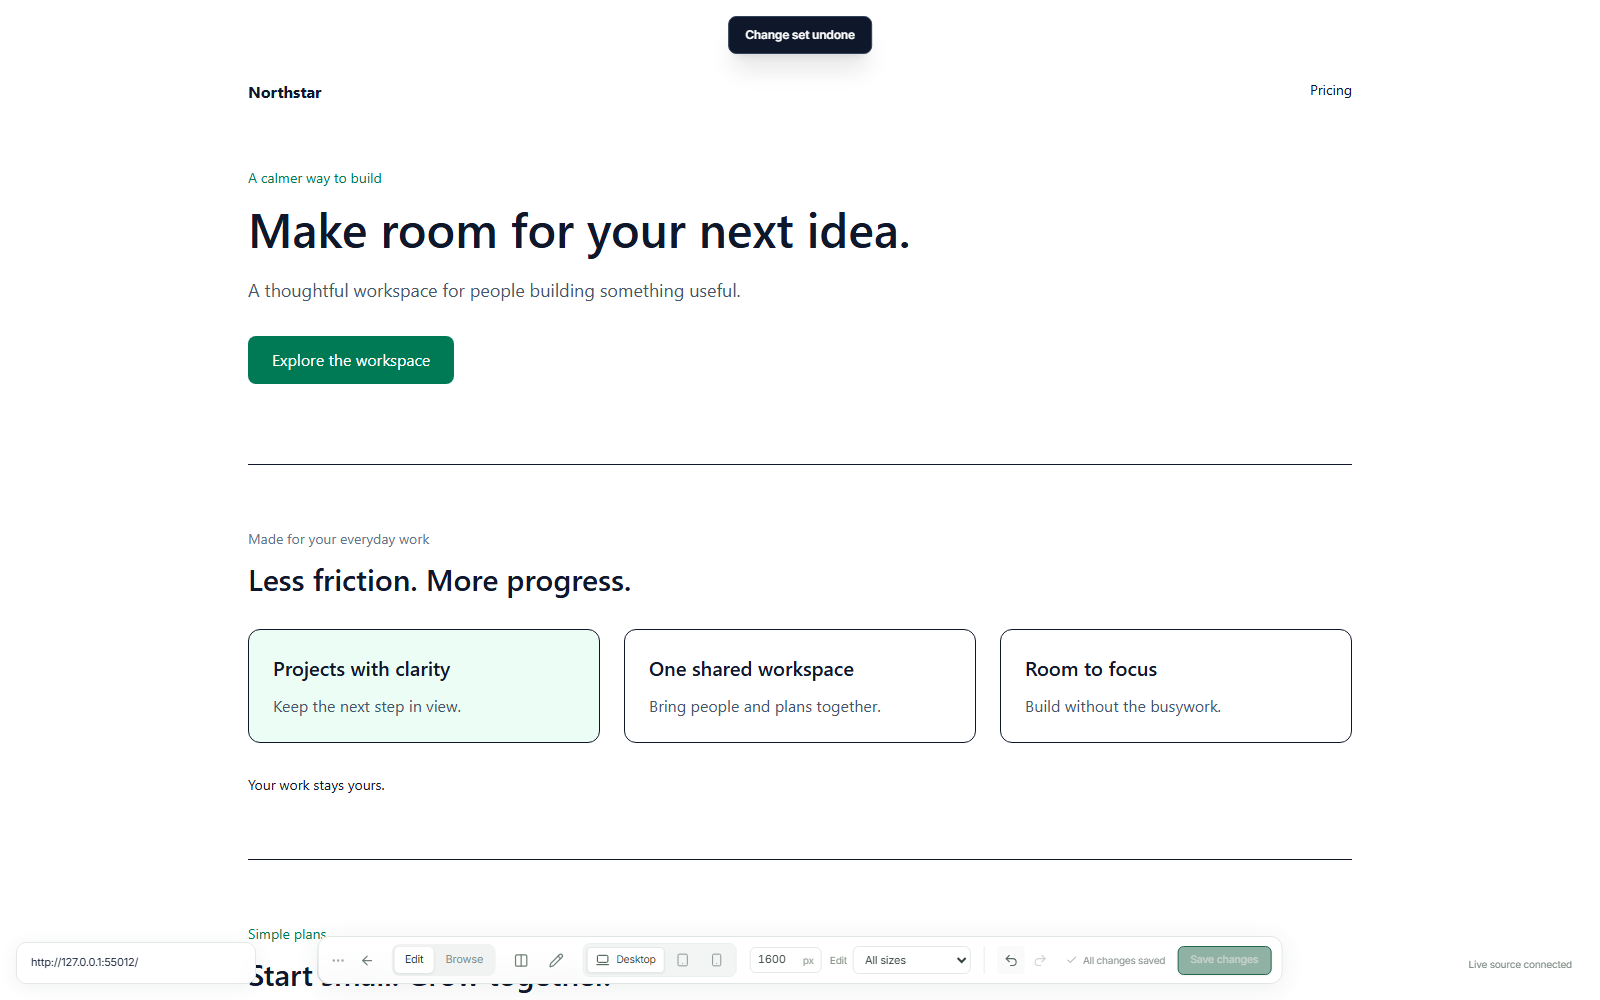 Change set undone
Northstar
Pricing
A calmer way to build
Make room for your next idea.
A thoughtful workspace for people building something useful.
Explore the workspace
Made for your everyday work
Less friction. More progress.
Projects with clarity
Keep the next step in view.
One shared workspace
Bring people and plans together.
Room to focus
Build without the busywork.
Your work stays yours.
Simple plans
Start small. Grow together.
http://127.0.0.1:55012/
Edit
Browse
Desktop
1600 px
Edit
All sizes
All changes saved
Save changes
Live source connected